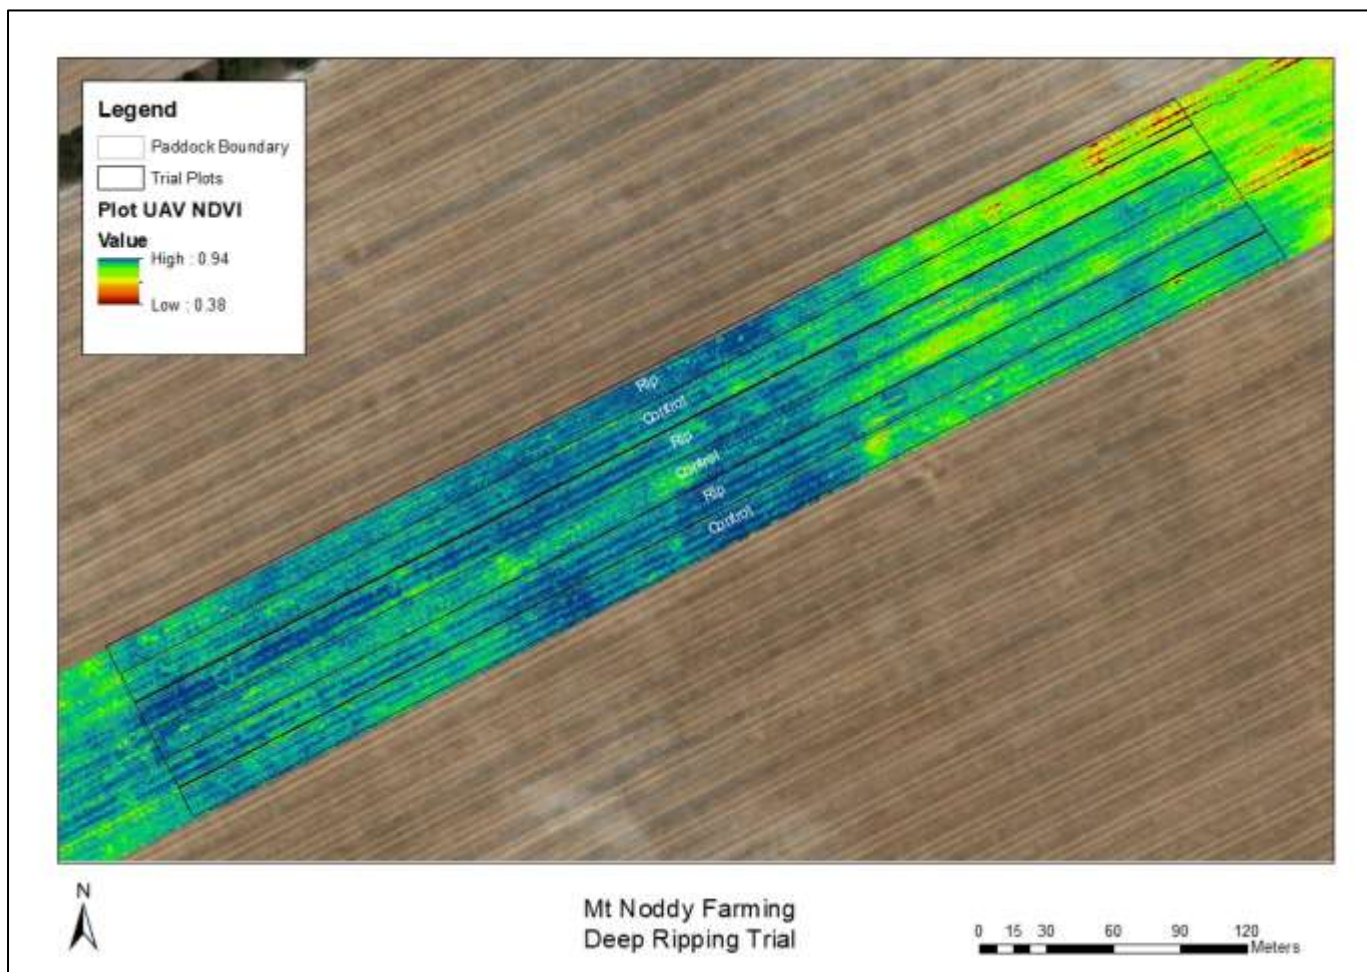 Legend
Paddock Boundary
Trial Plots
Plot UAV NDVI
Value
High : 0.94
Low : 0.38
Rip
Control
Rip
Control
Rip
Control
N
Mt Noddy Farming
Deep Ripping Trial
0 15 30 60 90 120
Meters